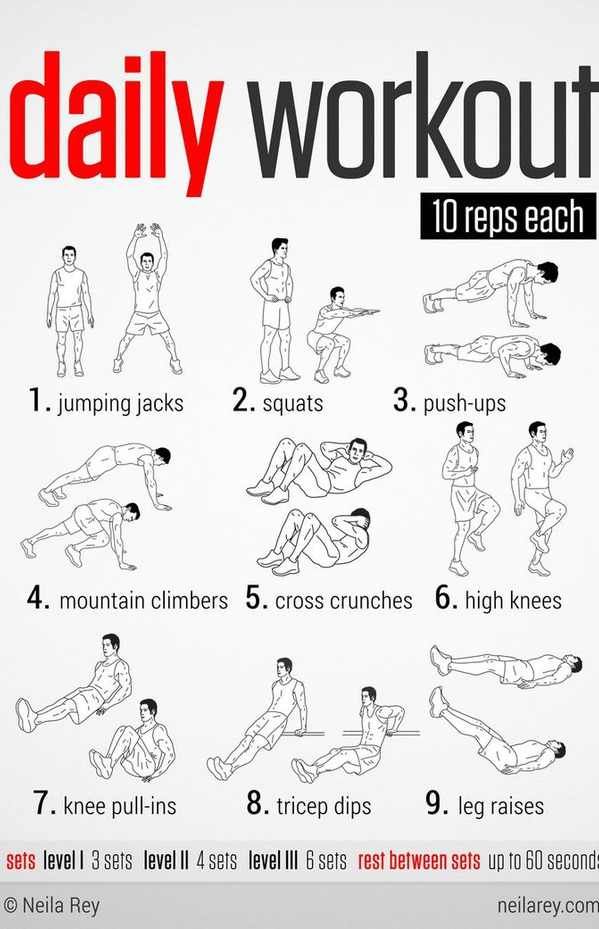 daily workout
10 reps each
1. jumping jacks
2. squats
3. push-ups
4. mountain climbers
5. cross crunches
6. high knees
7. knee pull-ins
8. tricep dips
9. leg raises
sets level I 3 sets level II 4 sets level III 6 sets rest between sets up to 60 seconds
© Neila Rey
neilarey.com